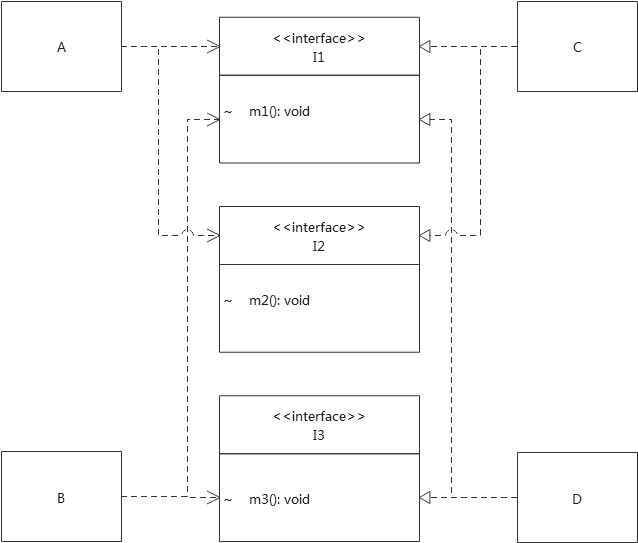 A
<<interface>>
I1
C
~ m1(): void
<<interface>>
I2
~ m2(): void
<<interface>>
I3
B
~ m3(): void
D